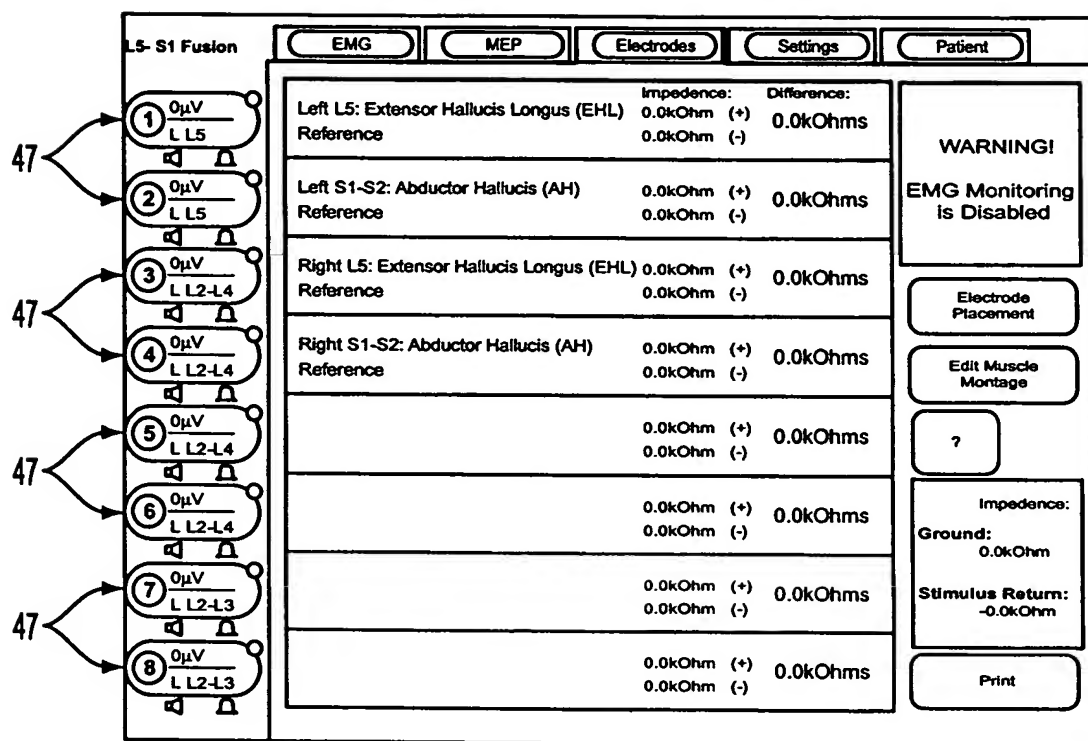 L5- S1 Fusion
EMG
MEP
Electrodes
Settings
Patient
47
1 0µV
L L5
2 0µV
L L5
47
3 0µV
L L2-L4
4 0µV
L L2-L4
47
5 0µV
L L2-L4
6 0µV
L L2-L4
47
7 0µV
L L2-L3
8 0µV
L L2-L3
Impedence: Difference:
Left L5: Extensor Hallucis Longus (EHL) 0.0kOhm (+) 0.0kOhms
Reference 0.0kOhm (-)
Left S1-S2: Abductor Hallucis (AH) 0.0kOhm (+) 0.0kOhms
Reference 0.0kOhm (-)
Right L5: Extensor Hallucis Longus (EHL) 0.0kOhm (+) 0.0kOhms
Reference 0.0kOhm (-)
Right S1-S2: Abductor Hallucis (AH) 0.0kOhm (+) 0.0kOhms
Reference 0.0kOhm (-)
0.0kOhm (+) 0.0kOhms
0.0kOhm (-)
0.0kOhm (+) 0.0kOhms
0.0kOhm (-)
0.0kOhm (+) 0.0kOhms
0.0kOhm (-)
0.0kOhm (+) 0.0kOhms
0.0kOhm (-)
WARNING!
EMG Monitoring
is Disabled
Electrode
Placement
Edit Muscle
Montage
?
Impedence:
Ground:
0.0kOhm
Stimulus Return:
-0.0kOhm
Print